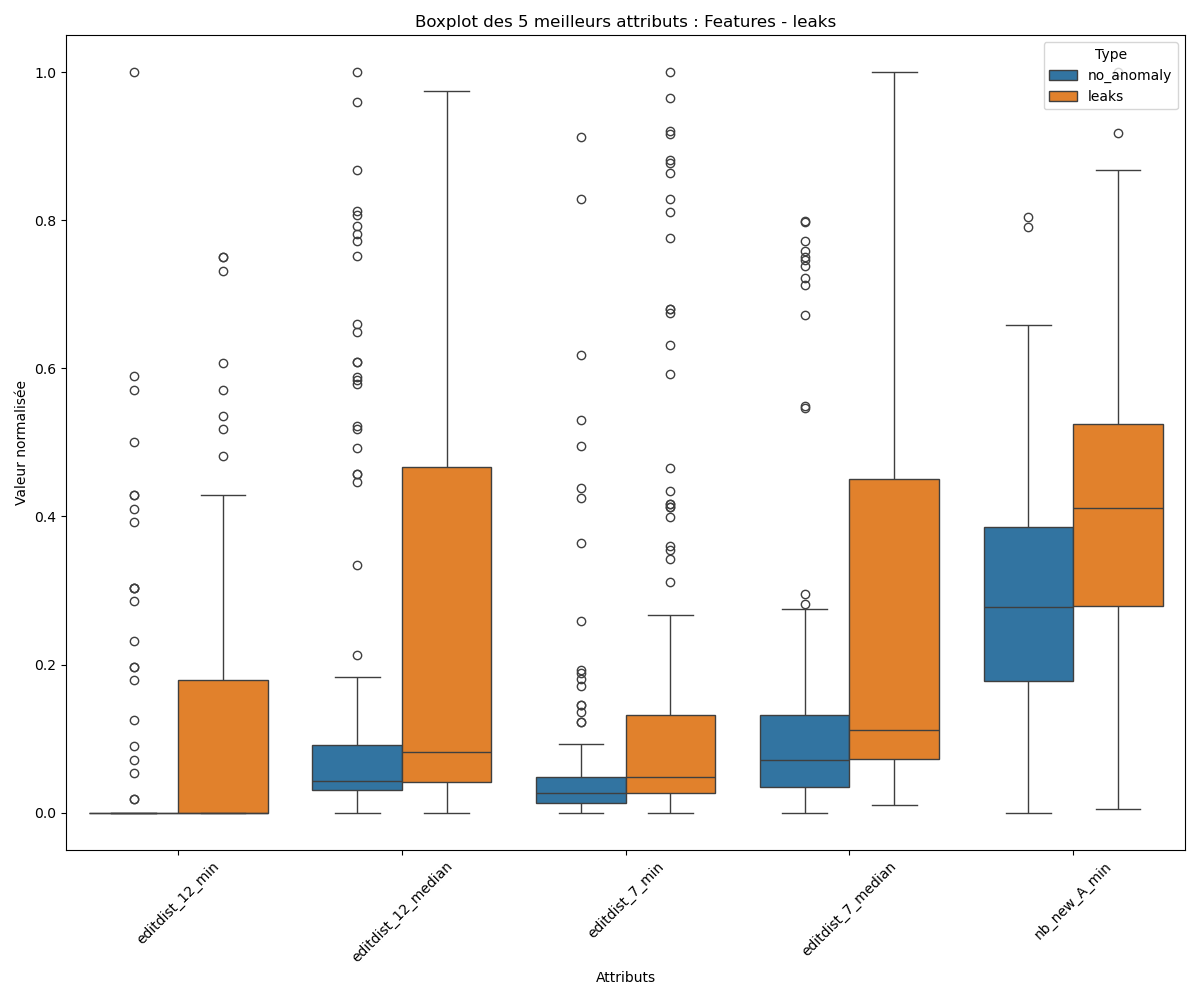 Boxplot des 5 meilleurs attributs : Features - leaks
Type
no_anomaly
leaks
Valeur normalisée
1.0
0.8
0.6
0.4
0.2
0.0
editdist_12_min
editdist_12_median
editdist_7_min
editdist_7_median
nb_new_A_min
Attributs